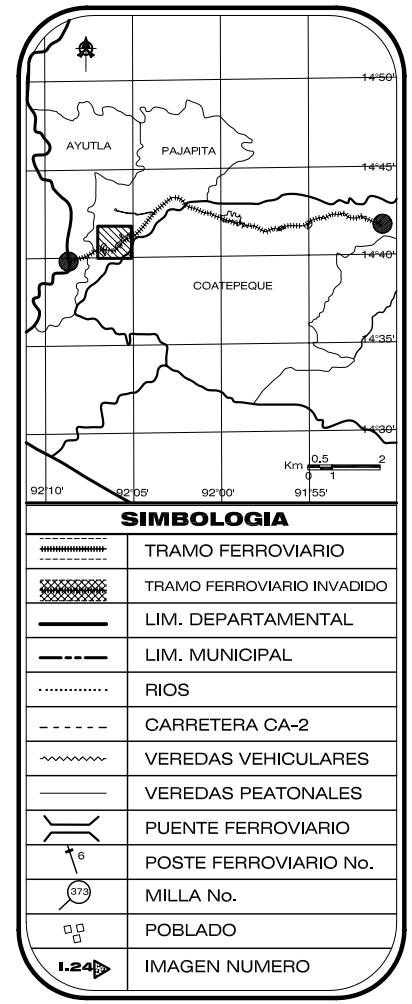 14°50'
AYUTLA
PAJAPITA
14°45'
14°40'
COATEPEQUE
14°35'
14°30'
Km 0.5 2
0 1
92°10' 92°05' 92°00' 91°55'
SIMBOLOGIA
TRAMO FERROVIARIO
TRAMO FERROVIARIO INVADIDO
LIM. DEPARTAMENTAL
LIM. MUNICIPAL
RIOS
CARRETERA CA-2
VEREDAS VEHICULARES
VEREDAS PEATONALES
PUENTE FERROVIARIO
6 POSTE FERROVIARIO No.
373 MILLA No.
POBLADO
I.24 IMAGEN NUMERO